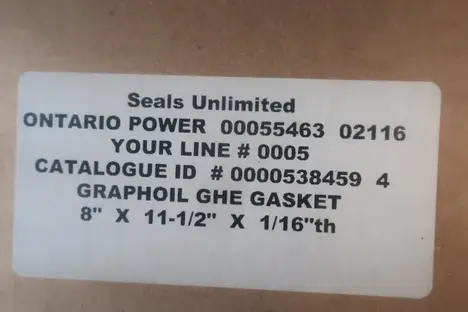 Seals Unlimited
ONTARIO POWER 00055463 02116
YOUR LINE # 0005
CATALOGUE ID # 0000538459 4
GRAPHOIL GHE GASKET
8" X 11-1/2" X 1/16"th